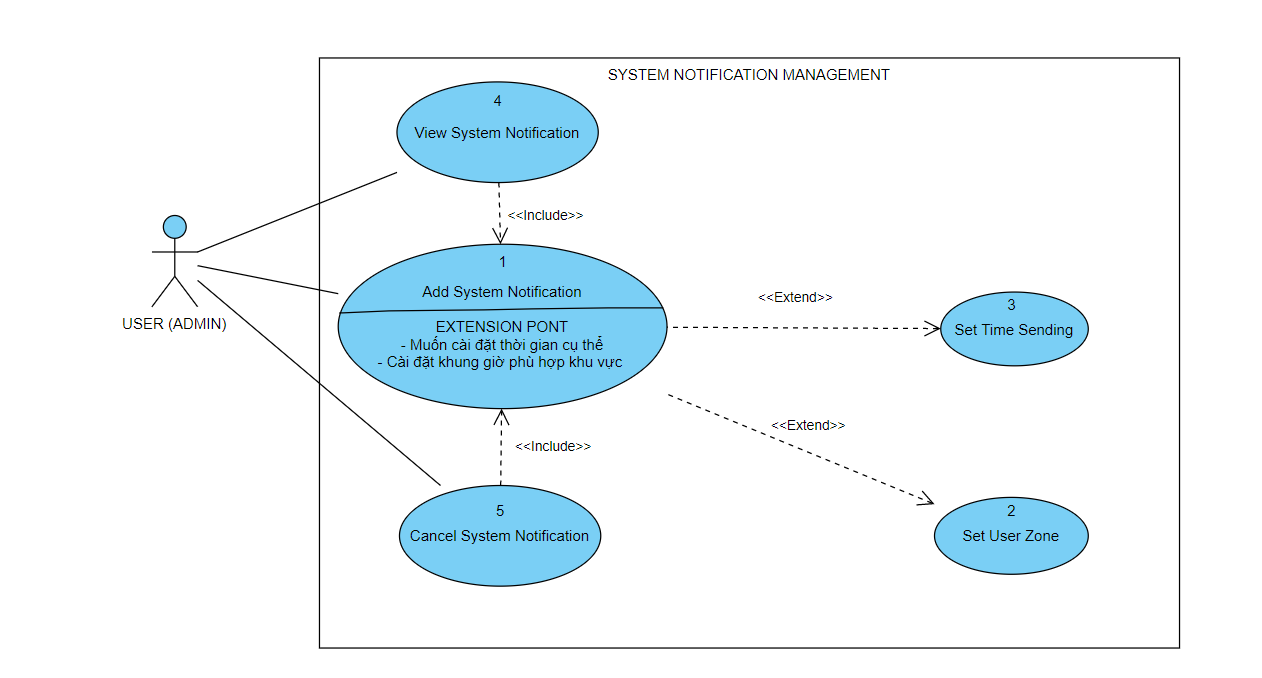 SYSTEM NOTIFICATION MANAGEMENT
4
View System Notification
<<Include>>
1
Add System Notification
EXTENSION PONT
- Muốn cài đặt thời gian cụ thể
- Cài đặt khung giờ phù hợp khu vực
<<Extend>>
3
Set Time Sending
USER (ADMIN)
<<Extend>>
<<Include>>
5
Cancel System Notification
2
Set User Zone